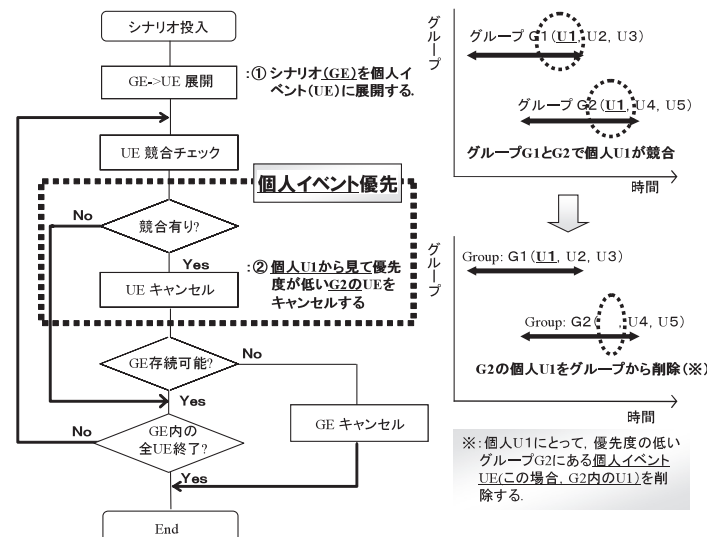 シナリオ投入
GE->UE 展開
:① シナリオ(GE)を個人イ
ベント(UE)に展開する.
UE 競合チェック
個人イベント優先
No
競合有り?
Yes
:② 個人U1から見て優先
度が低いG2のUEを
キャンセルする
UE キャンセル
GE存続可能?
No
Yes
No
GE内の
全UE終了?
GE キャンセル
Yes
End
グループ
グループ G1(U1, U2, U3)
グループ G2(U1, U4, U5)
グループG1とG2で個人U1が競合
時間
グループ
Group: G1(U1, U2, U3)
Group: G2( , U4, U5)
G2の個人U1をグループから削除(※)
時間
※:個人U1にとって, 優先度の低い
グループG2にある個人イベント
UE(この場合, G2内のU1)を削
除する.